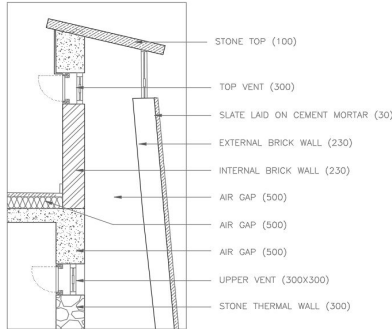 STONE TOP (100)
TOP VENT (300)
SLATE LAID ON CEMENT MORTAR (30)
EXTERNAL BRICK WALL (230)
INTERNAL BRICK WALL (230)
AIR GAP (500)
AIR GAP (500)
AIR GAP (500)
UPPER VENT (300X300)
STONE THERMAL WALL (300)